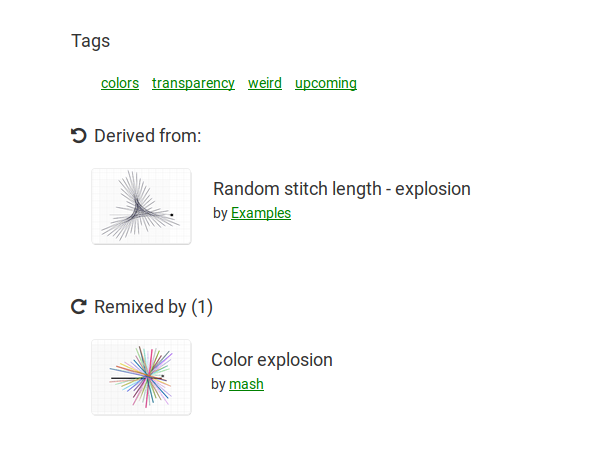 Tags
colors transparency weird upcoming
Derived from:
Random stitch length - explosion
by Examples
Remixed by (1)
Color explosion
by mash